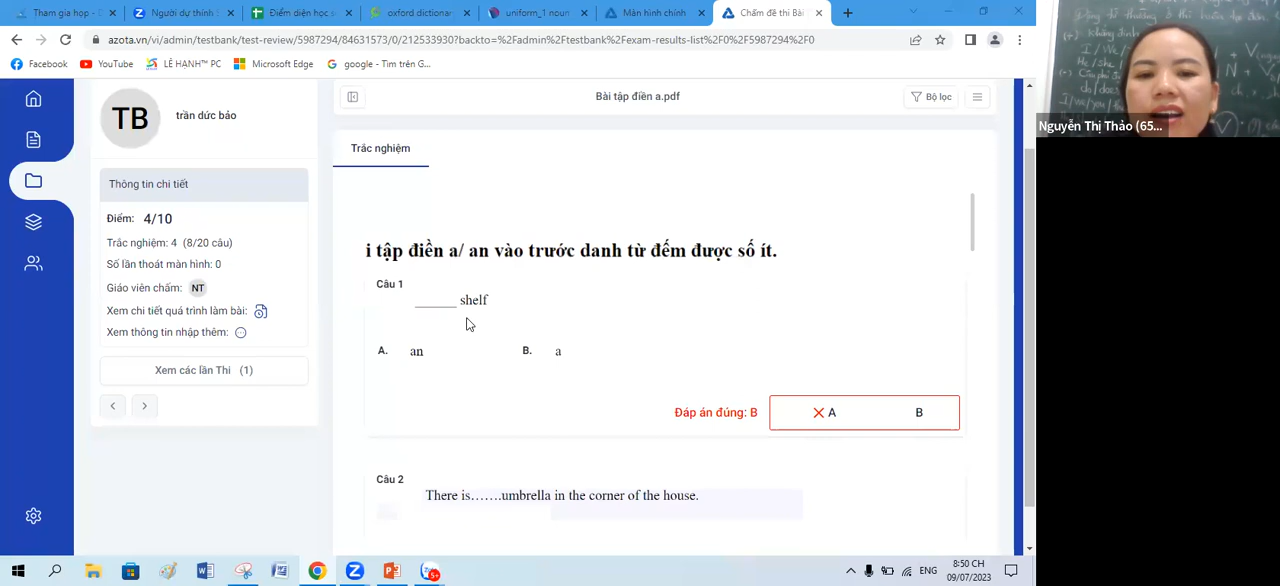 Tham gia họp - D
Người dự thính S
Điểm diện học s
oxford dictionar
uniform_1 noun
Màn hình chính
Chấm đề thi Bài
azota.vn/vi/admin/testbank/test-review/5987294/84631573/0/212533930?backto=%2Fadmin%2Ftestbank%2Fexam-results-list%2F0%2F5987294%2F0
Facebook
YouTube
LÊ HẠNH™ PC
Microsoft Edge
google - Tìm trên G...
TB
trần dức bảo
Thông tin chi tiết
Điểm: 4/10
Trắc nghiệm: 4 (8/20 câu)
Số lần thoát màn hình: 0
Giáo viên chấm: NT
Xem chi tiết quá trình làm bài:
Xem thông tin nhập thêm:
Xem các lần Thi (1)
Bài tập điền a.pdf
Bộ lọc
Trắc nghiệm
i tập điền a/ an vào trước danh từ đếm được số ít.
Câu 1
______ shelf
A. an B. a
Đáp án đúng: B
A B
Câu 2
There is…….umbrella in the corner of the house.
Nguyễn Thị Thảo (65...
ENG
8:50 CH
09/07/2023